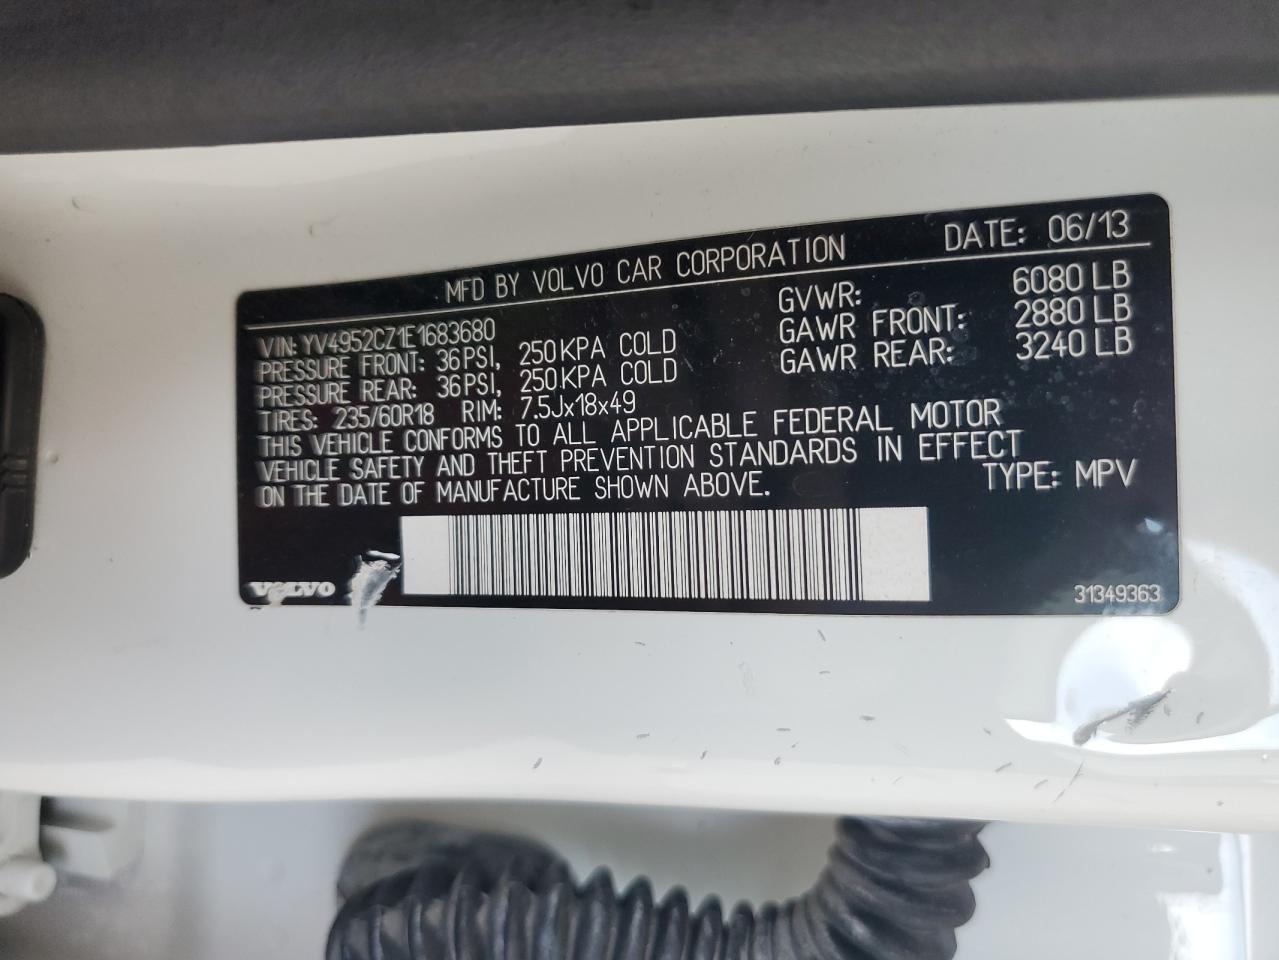 MFD BY VOLVO CAR CORPORATION DATE: 06/13
VIN: YV4952CZ1E1683680 GVWR: 6080 LB
PRESSURE FRONT: 36PSI, 250KPA COLD GAWR FRONT: 2880 LB
PRESSURE REAR: 36PSI, 250KPA COLD GAWR REAR: 3240 LB
TIRES: 235/60R18 RIM: 7.5Jx18x49
THIS VEHICLE CONFORMS TO ALL APPLICABLE FEDERAL MOTOR
VEHICLE SAFETY AND THEFT PREVENTION STANDARDS IN EFFECT
ON THE DATE OF MANUFACTURE SHOWN ABOVE. TYPE: MPV
VOLVO 31349363